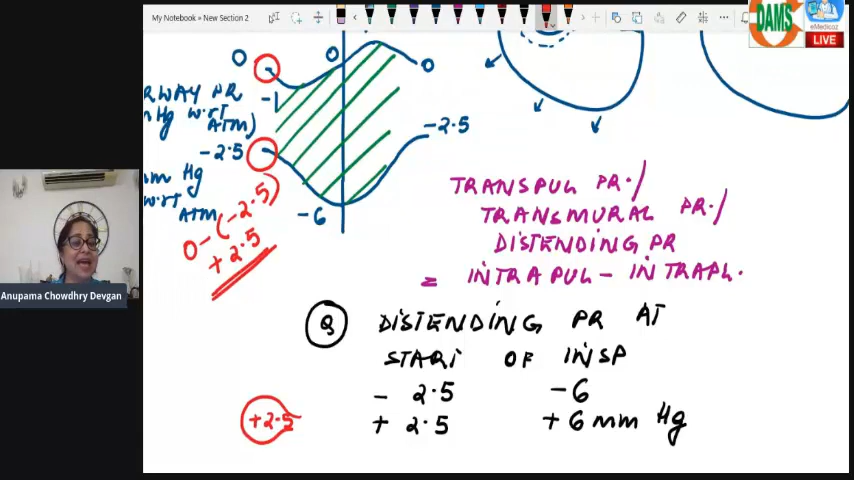 My Notebook » New Section 2
DAMS
eMedicoz
LIVE
0
0
0
RWAY PR
-1
Hg w.r.t
ATM)
-2.5
-2.5
mm Hg
w.r.t
ATM
-6
0-(-2.5)
+2.5
TRANSPUL PR./
TRANSMURAL PR./
DISTENDING PR
= INTRAPUL - INTRAPL.
Anupama Chowdhry Devgan
Q DISTENDING PR AT
START OF INSP
- 2.5 -6
+ 2.5 +6 mm Hg
+2.5